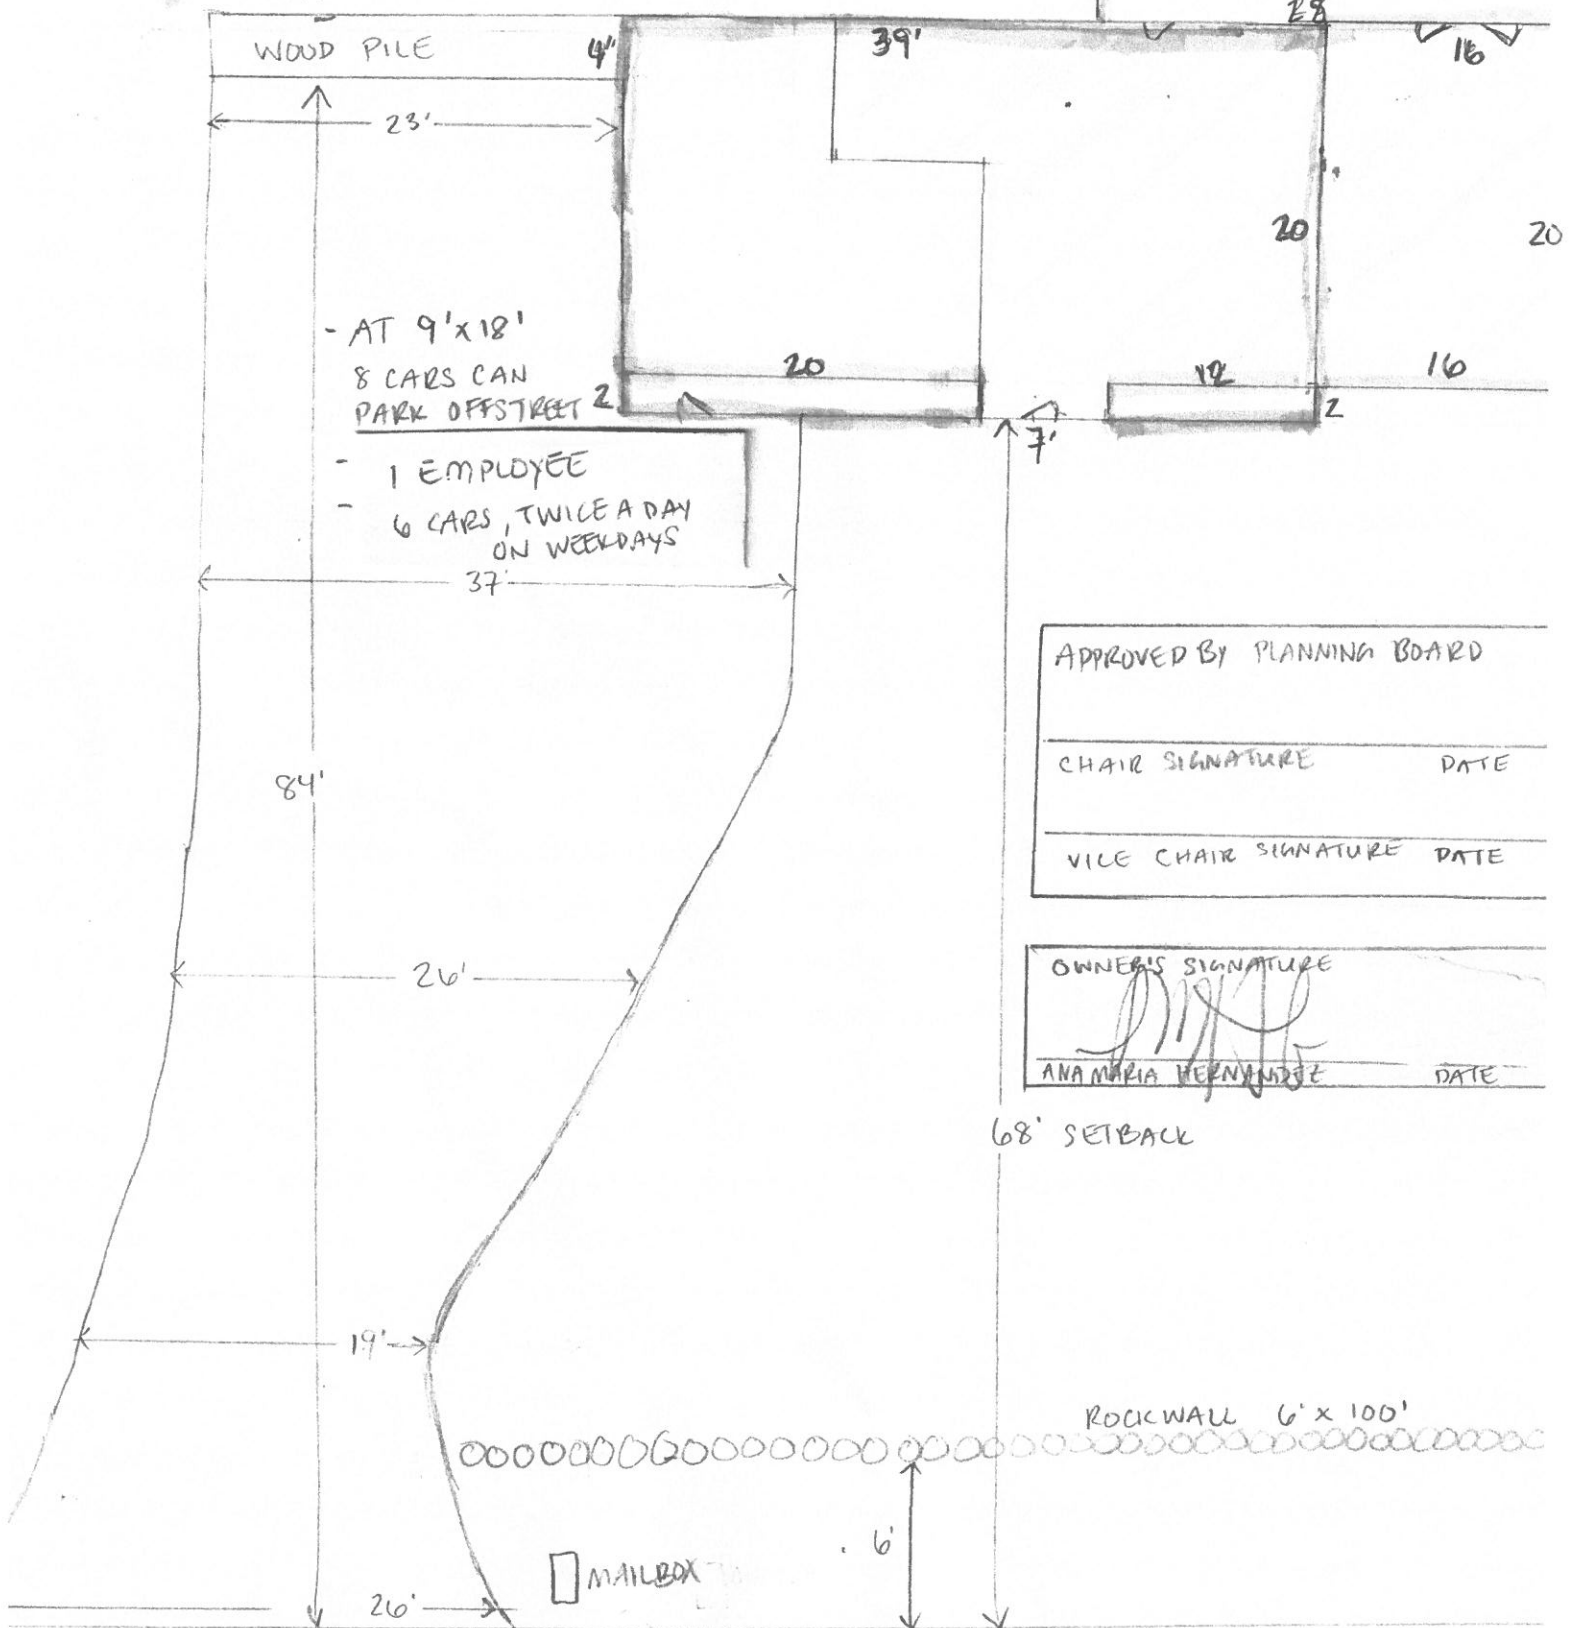 28
WOOD PILE
4"
39'
16
23'
20
20
- AT 9'x18'
8 CARS CAN
PARK OFFSTREET
2
20
12
16
2
7'
- 1 EMPLOYEE
- 6 CARS, TWICE A DAY
ON WEEKDAYS
37'
APPROVED BY PLANNING BOARD
CHAIR SIGNATURE DATE
84'
VICE CHAIR SIGNATURE DATE
26'
OWNER'S SIGNATURE
ANA MARIA HERNANDEZ DATE
68' SETBACK
19'
ROCKWALL 6' x 100'
6'
MAILBOX
26'